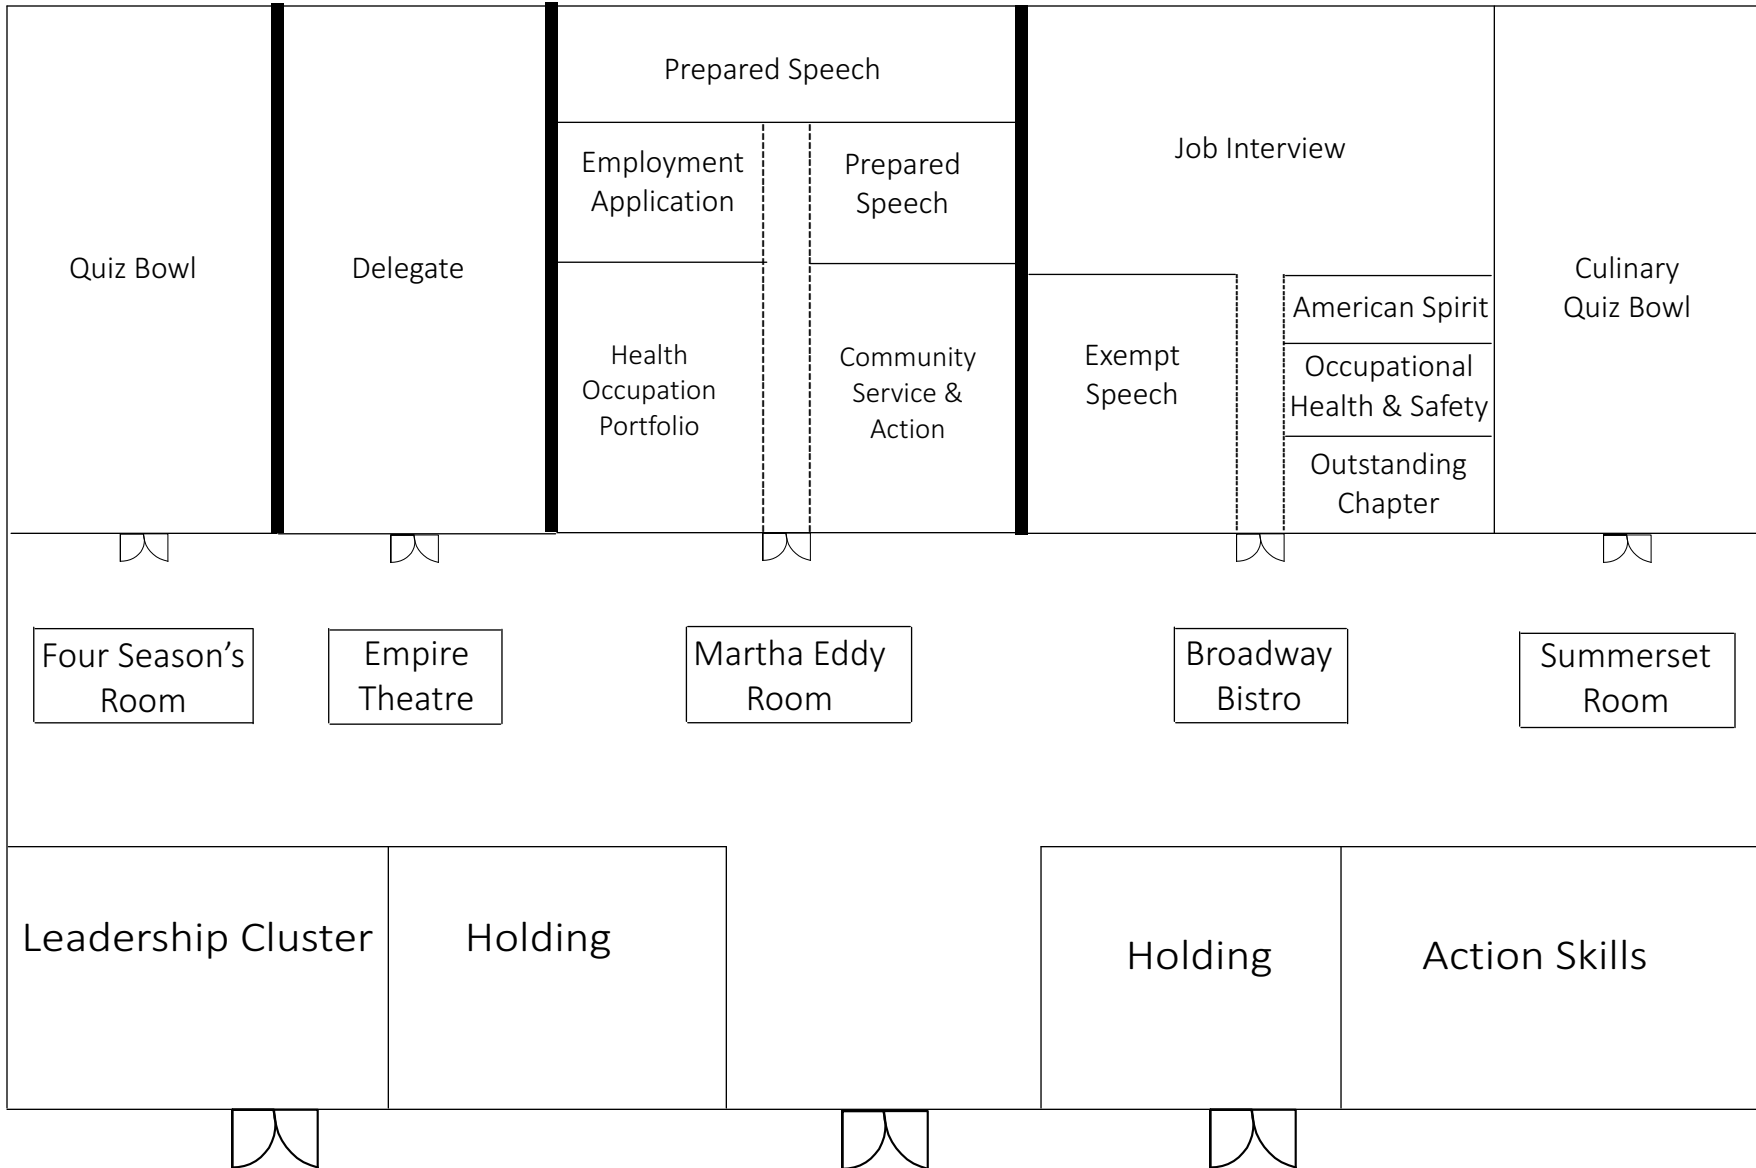 Prepared Speech
Employment
Application
Prepared
Speech
Job Interview
Quiz Bowl
Delegate
Culinary
Quiz Bowl
Health
Occupation
Portfolio
Community
Service &
Action
Exempt
Speech
American Spirit
Occupational
Health & Safety
Outstanding
Chapter
Four Season’s
Room
Empire
Theatre
Martha Eddy
Room
Broadway
Bistro
Summerset
Room
Leadership Cluster
Holding
Holding
Action Skills